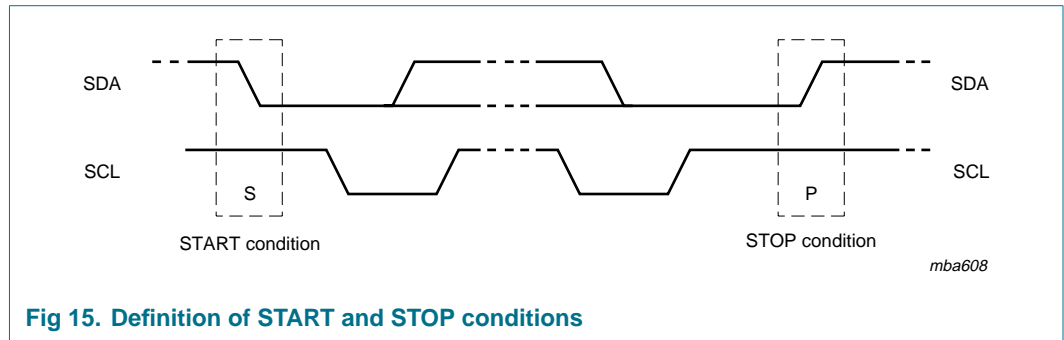 SDA SDA
SCL SCL
S P
START condition STOP condition
mba608
Fig 15. Definition of START and STOP conditions